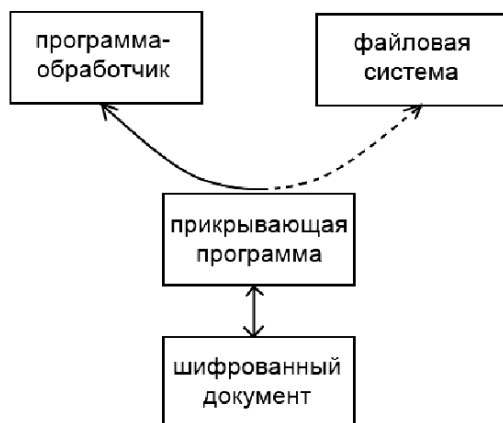 программа-
обработчик
файловая
система
прикрывающая
программа
шифрованный
документ